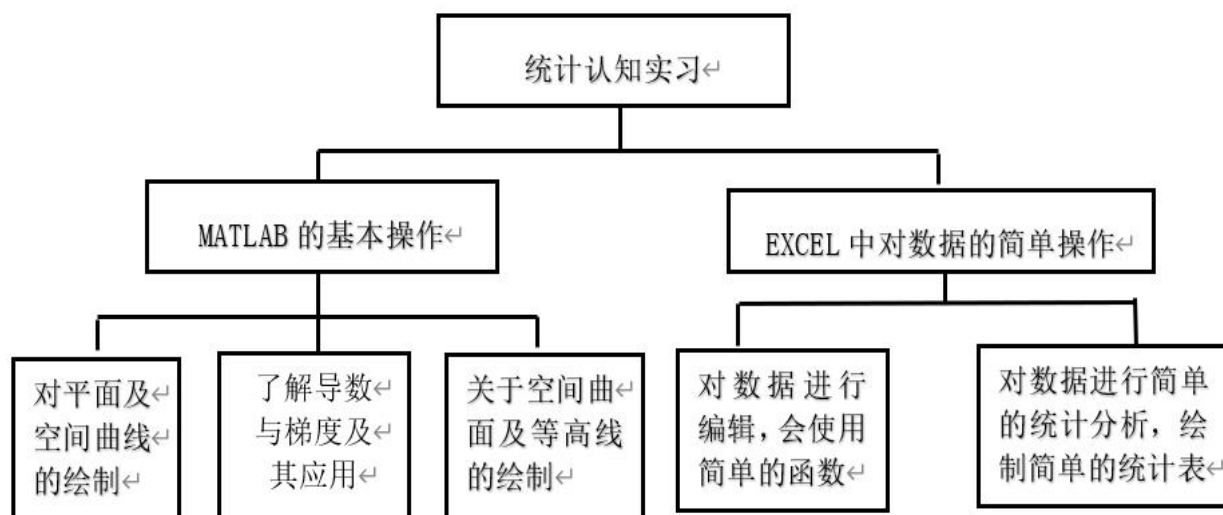 统计认知实习
MATLAB 的基本操作
EXCEL 中对数据的简单操作
对平面及
空间曲线
的绘制
了解导数
与梯度及
其应用
关于空间曲
面及等高线
的绘制
对数据进行
编辑，会使用
简单的函数
对数据进行简单
的统计分析，绘
制简单的统计表